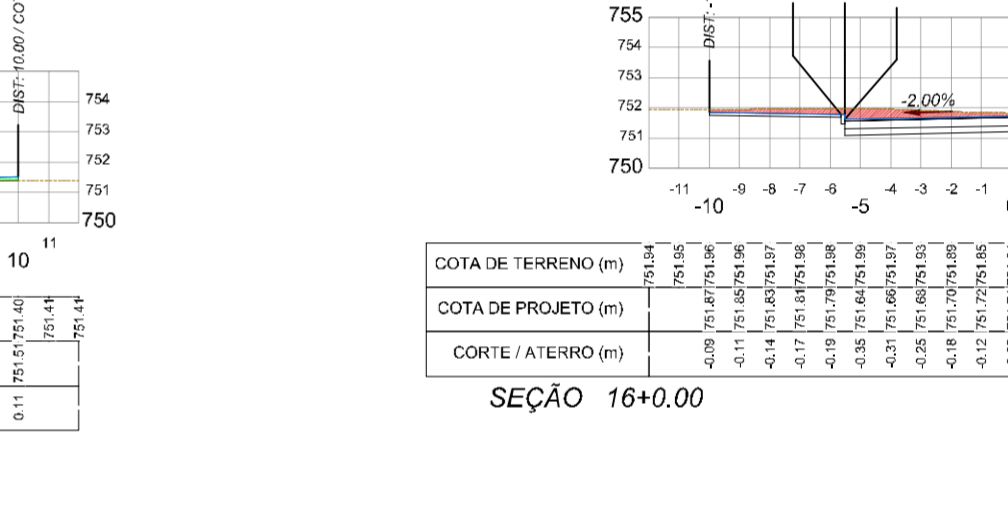 DIST: 10.00 / CO
754
753
752
751
750
11
10
751.40 751.41 751.41
751.51
0.11
755
754
753
752
751
750
DIST: -
-2.00%
-11 -9 -8 -7 -6 -4 -3 -2 -1
-10 -5
COTA DE TERRENO (m) 751.94 751.95 751.96 751.96 751.97 751.98 751.98 751.99 751.97 751.93 751.89 751.85
COTA DE PROJETO (m) 751.87 751.85 751.83 751.81 751.79 751.64 751.66 751.68 751.70 751.72
CORTE / ATERRO (m) -0.09 -0.11 -0.14 -0.17 -0.19 -0.35 -0.31 -0.25 -0.18 -0.12
SEÇÃO 16+0.00